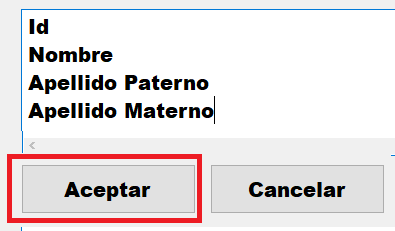 Id
Nombre
Apellido Paterno
Apellido Materno
Aceptar Cancelar